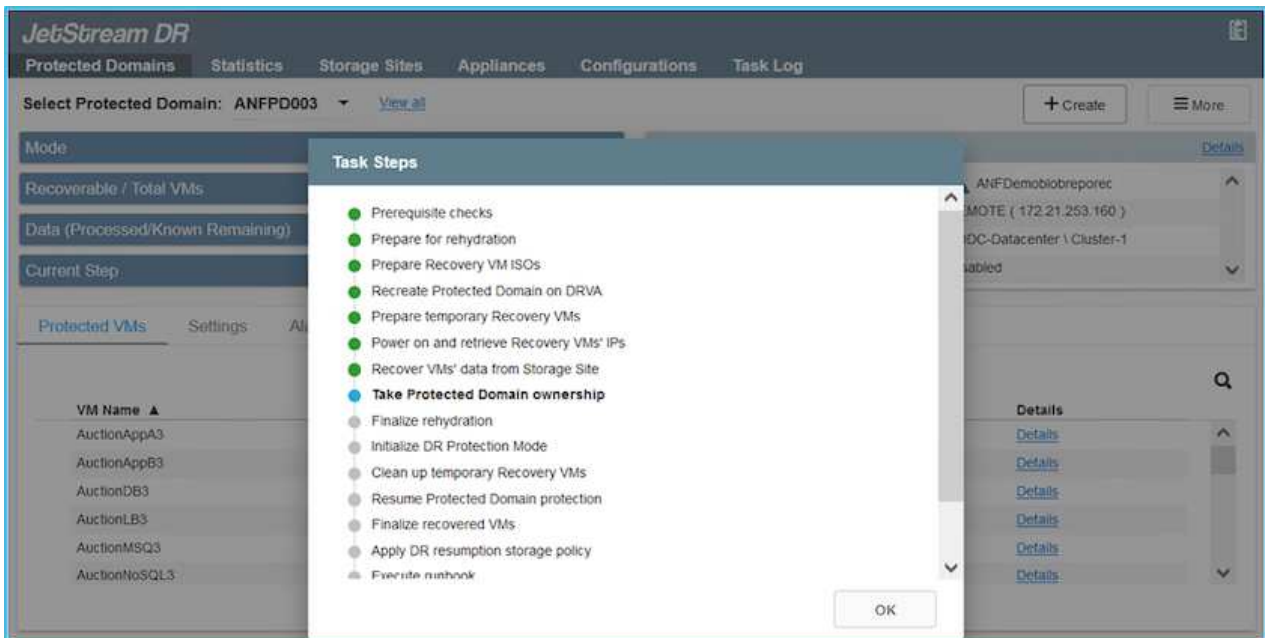 JetStream DR
Protected Domains Statistics Storage Sites Appliances Configurations Task Log
Select Protected Domain: ANFPD003 View all
+ Create
More
Mode
Details
Recoverable / Total VMs
ANFDemoblobreporec
MOTE ( 172.21.253.160 )
Data (Processed/Known Remaining)
DC-Datacenter \ Cluster-1
Current Step
abled
Task Steps
Prerequisite checks
Prepare for rehydration
Prepare Recovery VM ISOs
Recreate Protected Domain on DRVA
Prepare temporary Recovery VMs
Power on and retrieve Recovery VMs' IPs
Recover VMs' data from Storage Site
Take Protected Domain ownership
Finalize rehydration
Initialize DR Protection Mode
Clean up temporary Recovery VMs
Resume Protected Domain protection
Finalize recovered VMs
Apply DR resumption storage policy
Execute runbook
OK
Protected VMs Settings Al
VM Name ▲ Details
AuctionAppA3 Details
AuctionAppB3 Details
AuctionDB3 Details
AuctionLB3 Details
AuctionMSQ3 Details
AuctionNoSQL3 Details